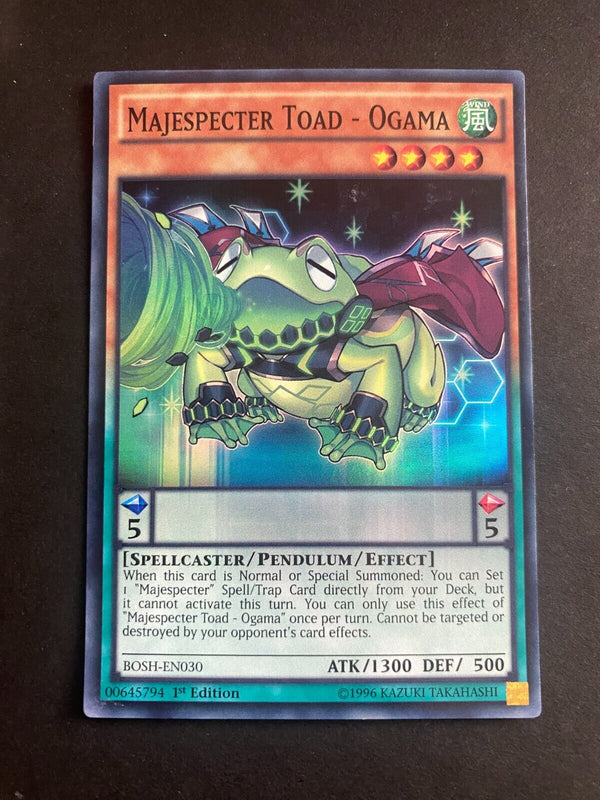 Majespecter Toad - Ogama
WIND
風
5
5
[Spellcaster/Pendulum/Effect]
When this card is Normal or Special Summoned: You can Set
1 "Majespecter" Spell/Trap Card directly from your Deck, but
it cannot activate this turn. You can only use this effect of
"Majespecter Toad - Ogama" once per turn. Cannot be targeted or
destroyed by your opponent's card effects.
BOSH-EN030
ATK/1300 DEF/ 500
00645794 1st Edition
©1996 KAZUKI TAKAHASHI